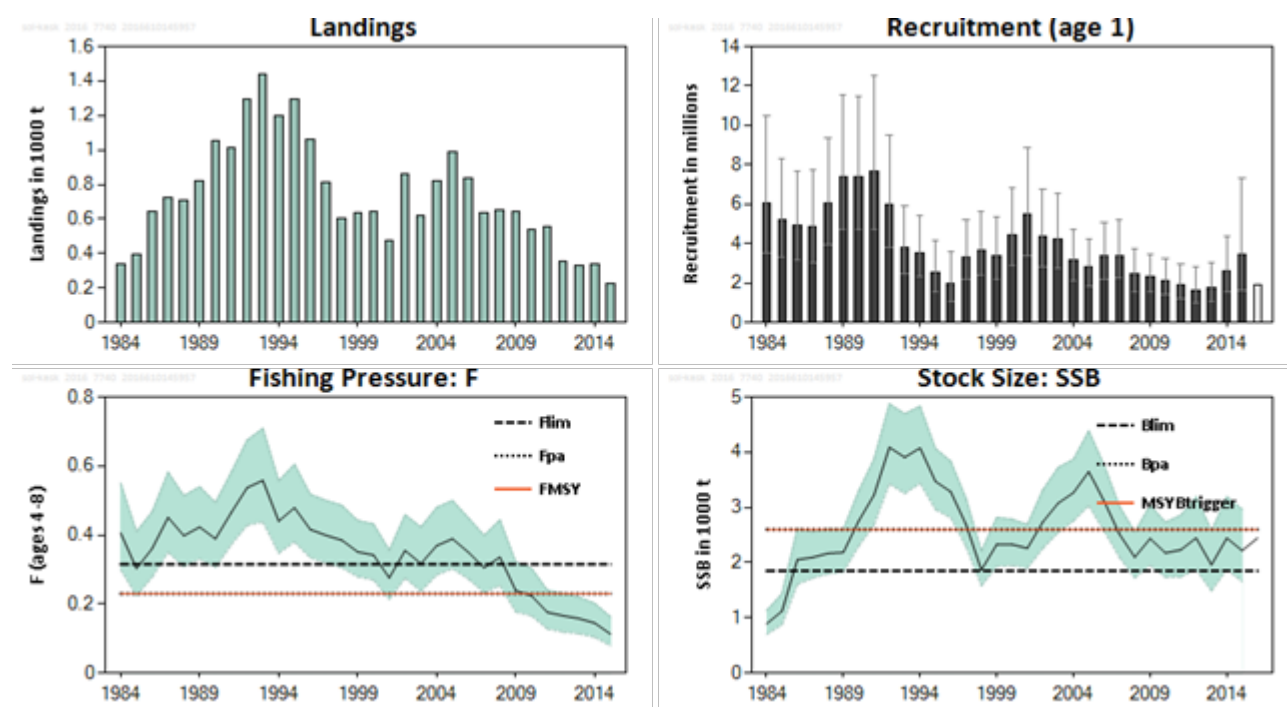 Landings
1.6
1.4
1.2
1
0.8
0.6
0.4
0.2
0
Landings in 1000 t
1984 1989 1994 1999 2004 2009 2014
Recruitment (age 1)
14
12
10
8
6
4
2
0
Recruitment in millions
1984 1989 1994 1999 2004 2009 2014
Fishing Pressure: F
0.8
0.6
0.4
0.2
0
F (ages 4-8)
Flim
Fpa
FMSY
1984 1989 1994 1999 2004 2009 2014
Stock Size: SSB
5
4
3
2
1
0
SSB in 1000 t
Blim
Bpa
MSYBtrigger
1984 1989 1994 1999 2004 2009 2014